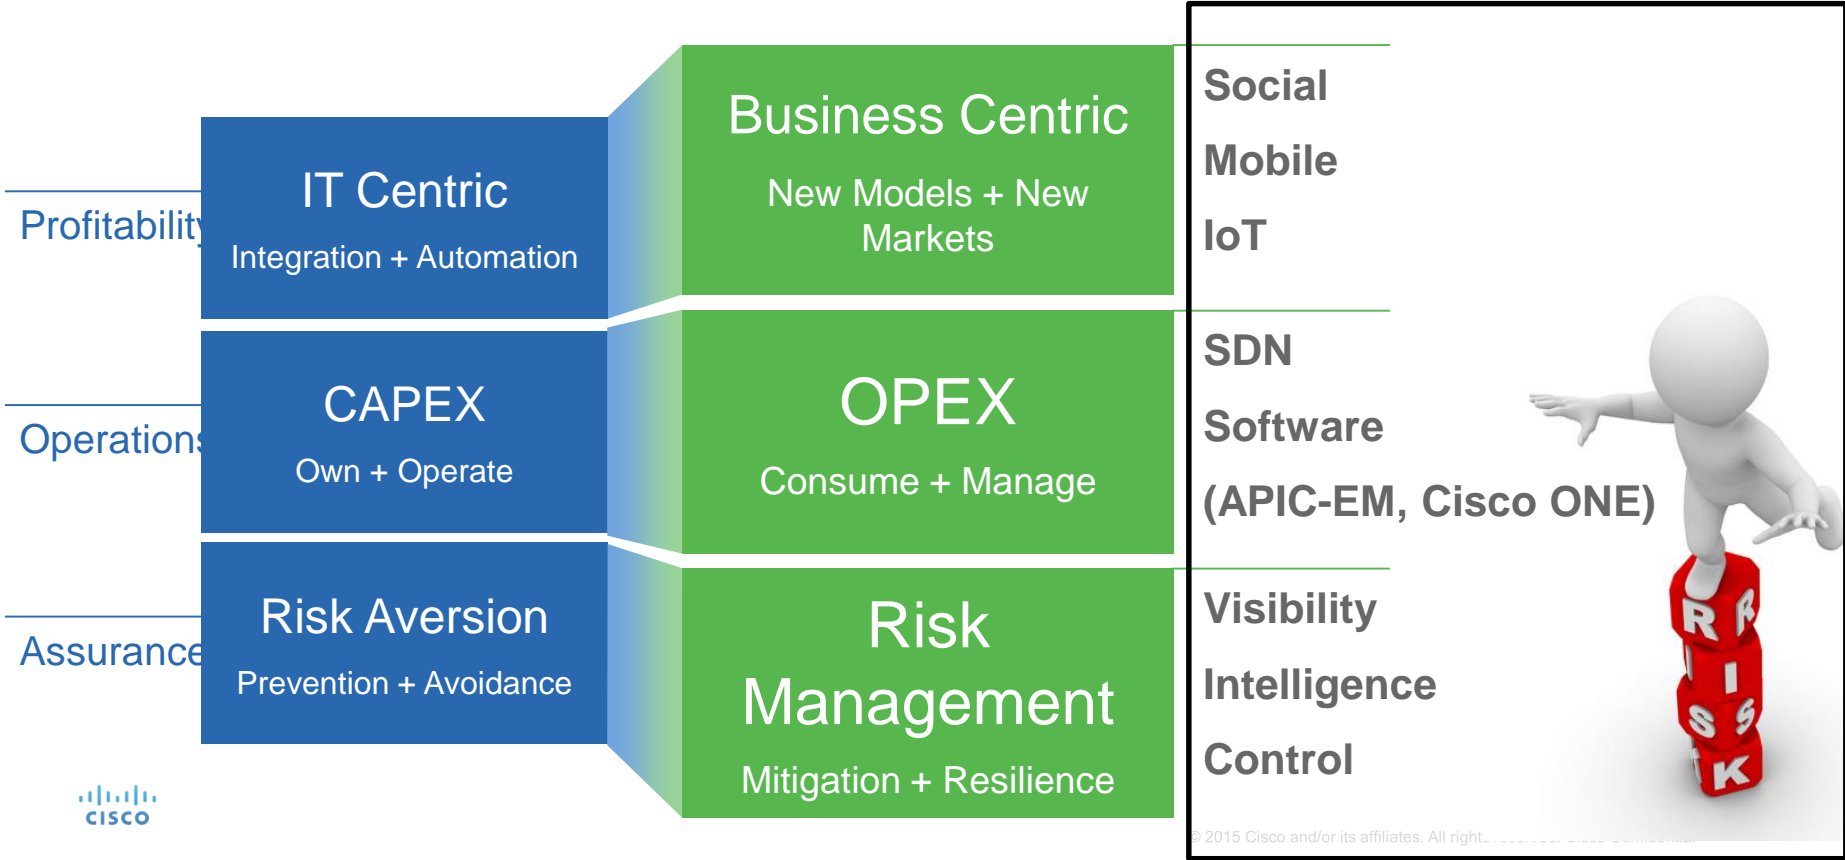 Profitability
IT Centric
Integration + Automation
Business Centric
New Models + New
Markets
Social
Mobile
IoT
Operations
CAPEX
Own + Operate
OPEX
Consume + Manage
SDN
Software
(APIC-EM, Cisco ONE)
Assurance
Risk Aversion
Prevention + Avoidance
Risk
Management
Mitigation + Resilience
Visibility
Intelligence
Control
R R
I I
S S
K
CISCO
© 2015 Cisco and/or its affiliates. All right